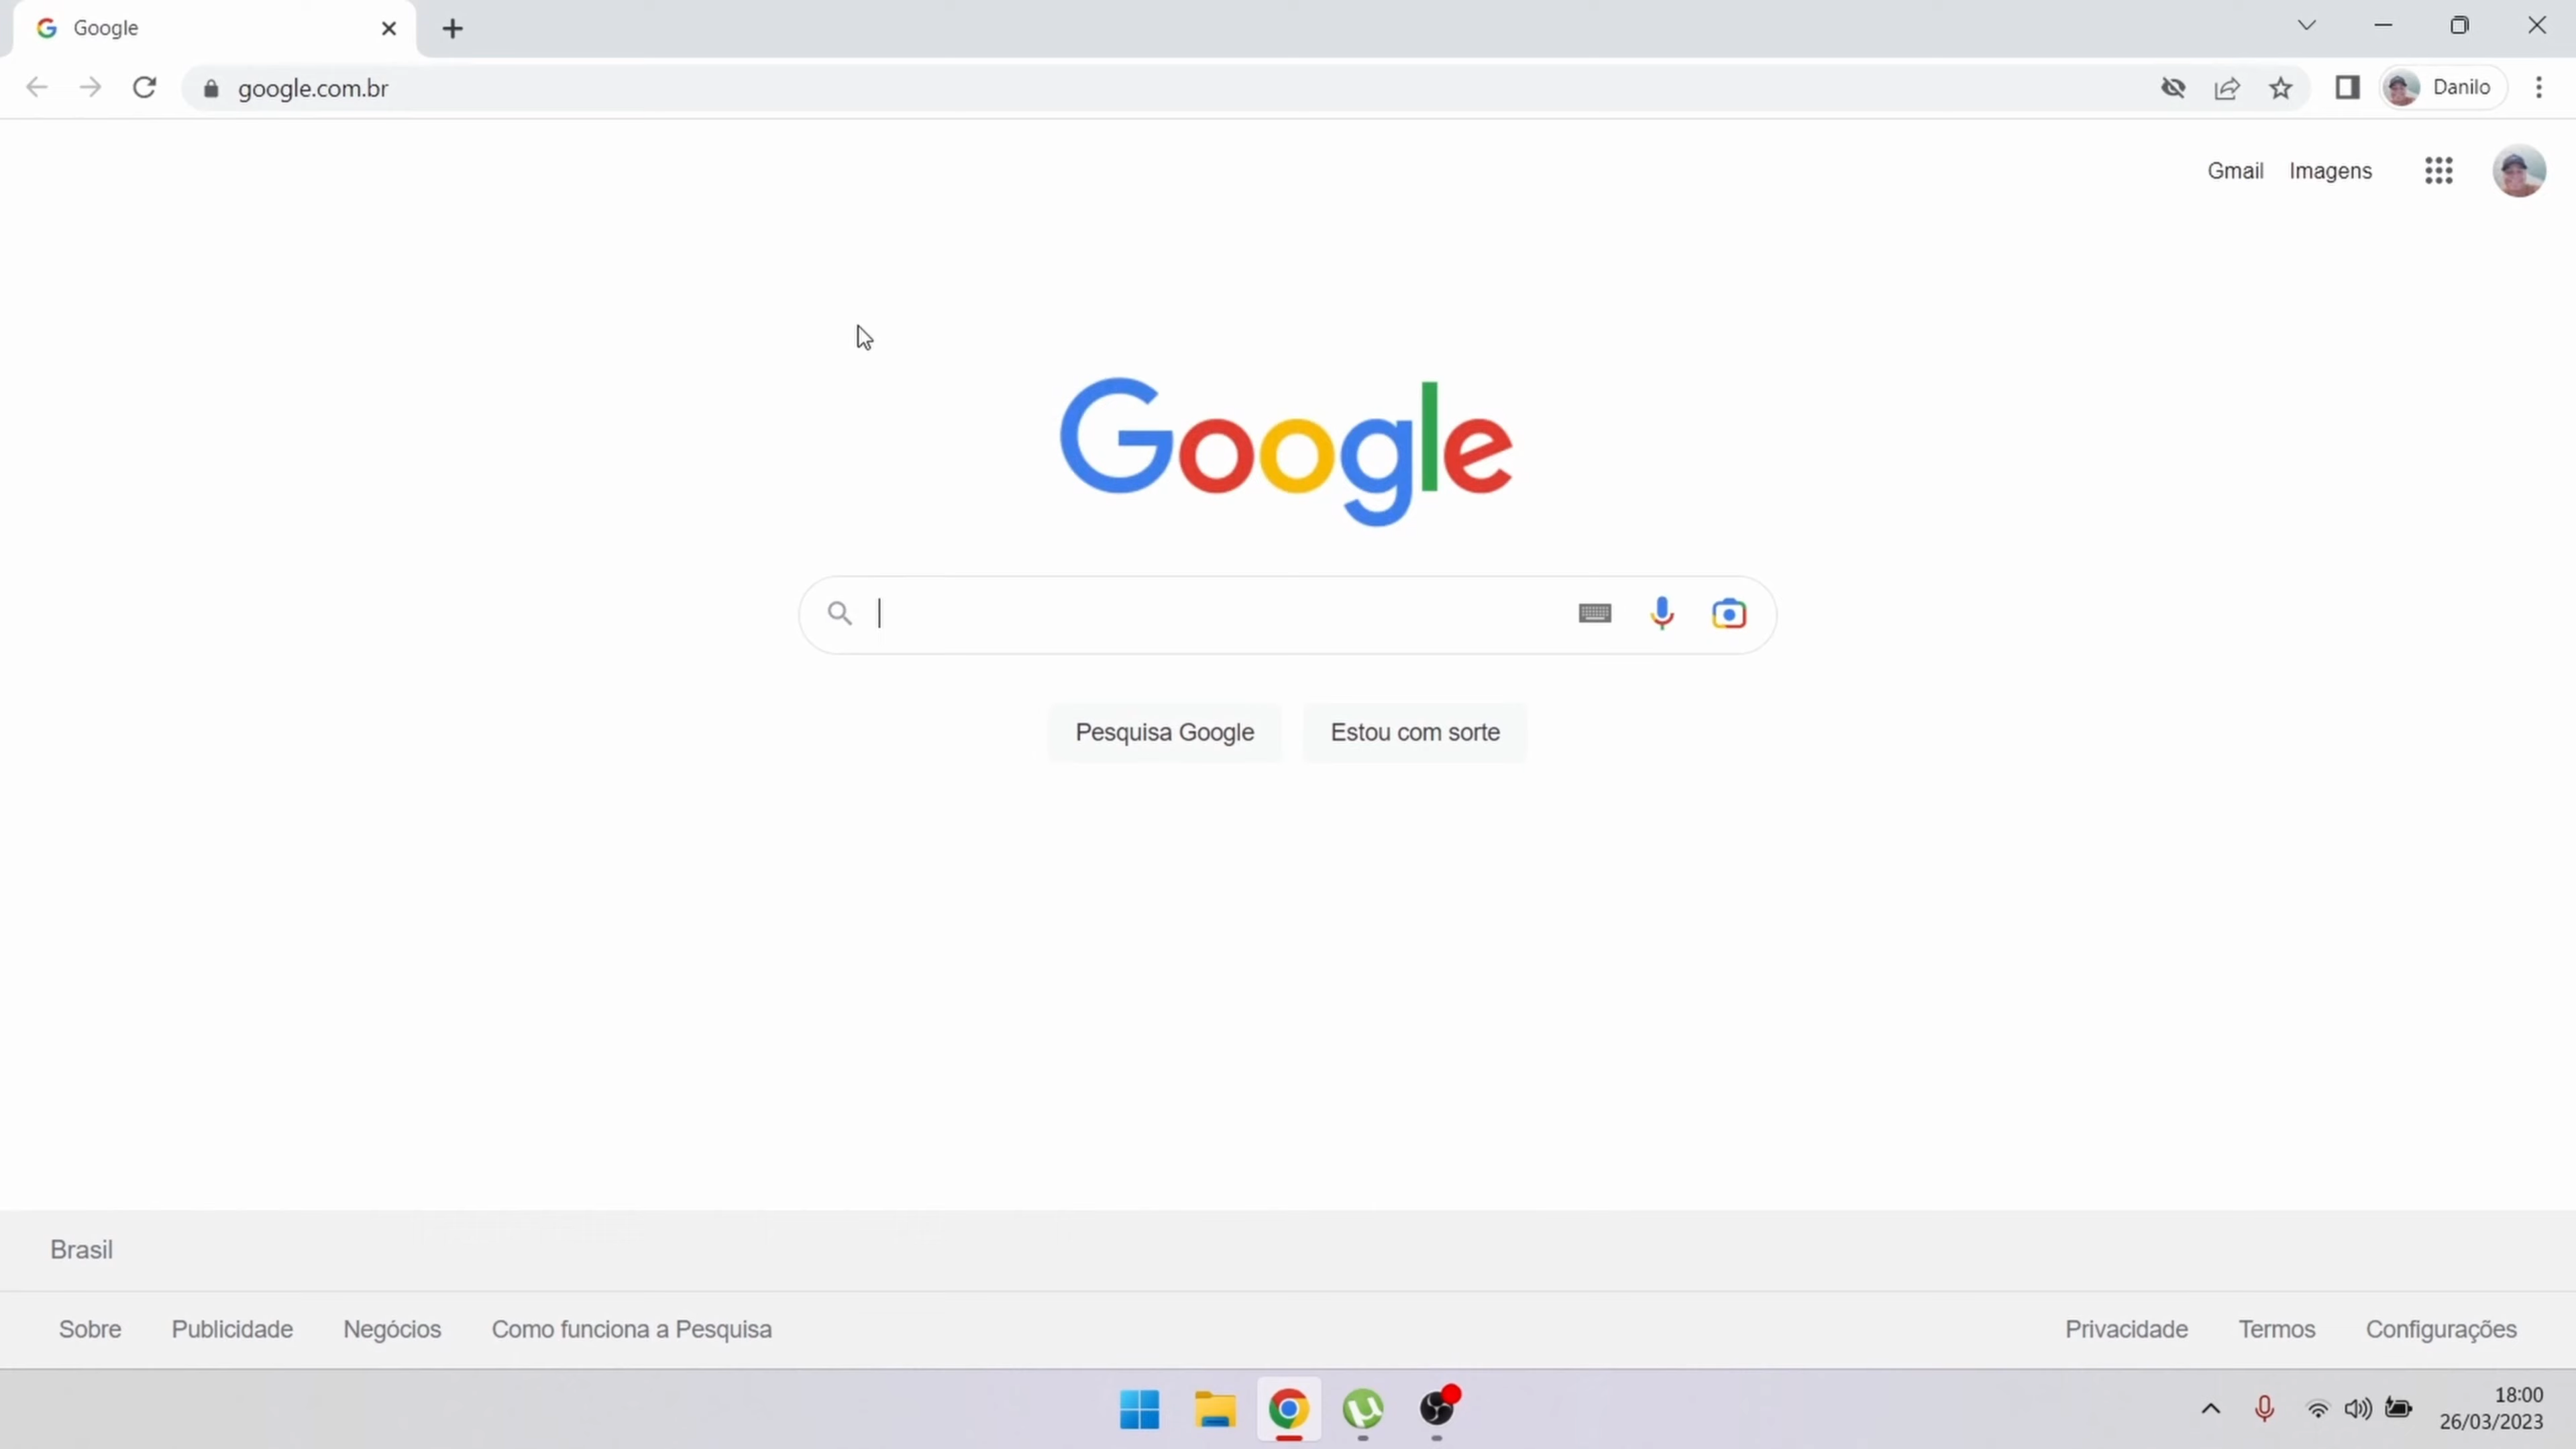 Google
google.com.br
Danilo
Gmail Imagens
Google
Pesquisa Google Estou com sorte
Brasil
Sobre Publicidade Negócios Como funciona a Pesquisa Privacidade Termos Configurações
18:00
26/03/2023